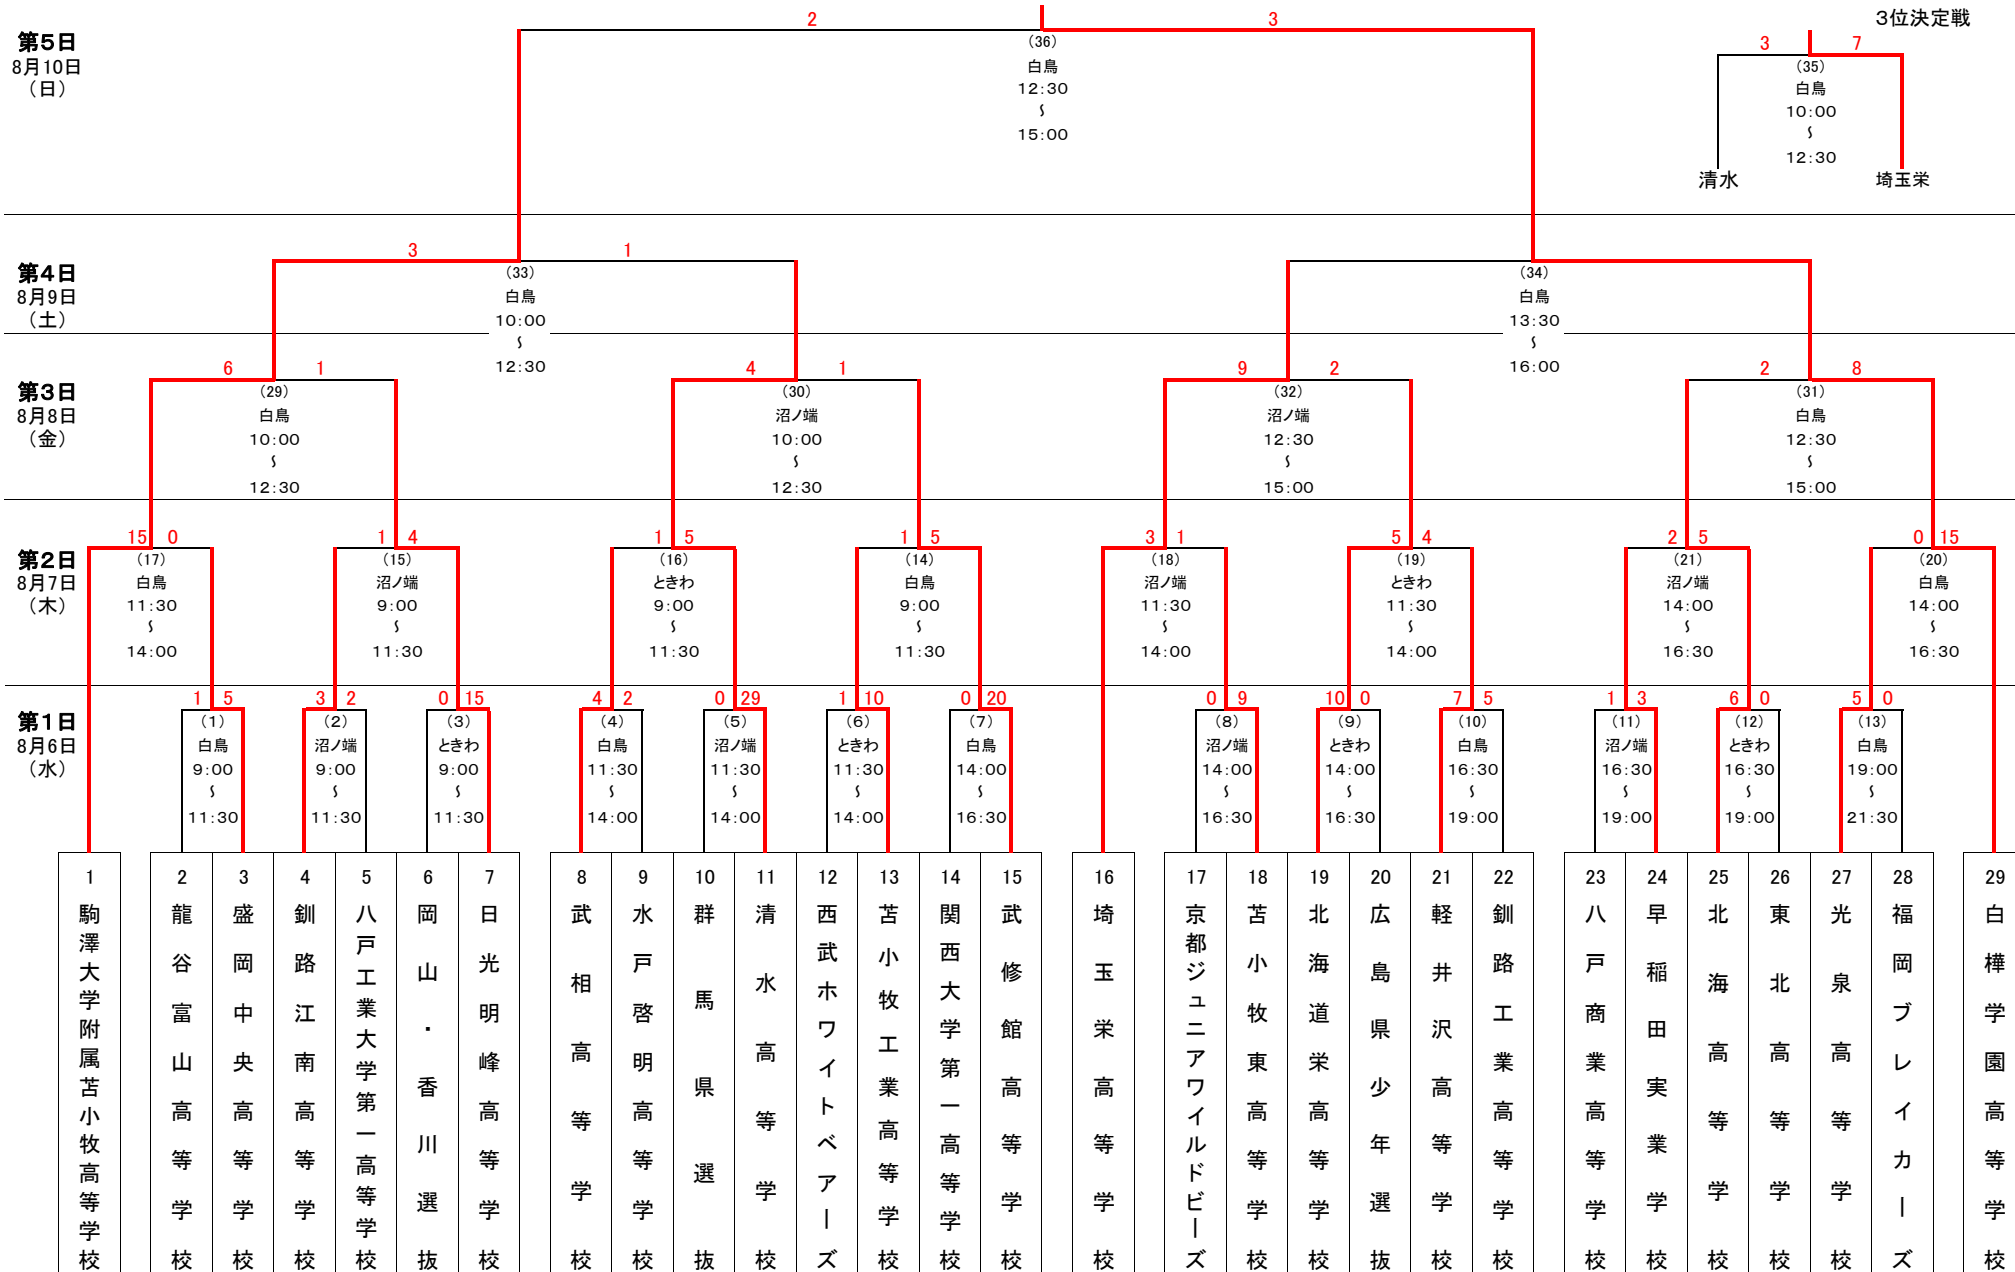 2 3
３位決定戦
第５日
8月10日
（日）
（36）
白鳥
12:30
～
15:00
3 7
（35）
白鳥
10:00
～
12:30
清水 埼玉栄
第４日
8月9日
（土）
3 1
（33）
白鳥
10:00
～
12:30
（34）
白鳥
13:30
～
16:00
第３日
8月8日
（金）
6 1
（29）
白鳥
10:00
～
12:30
4 1
（30）
沼ノ端
10:00
～
12:30
9 2
（32）
沼ノ端
12:30
～
15:00
2 8
（31）
白鳥
12:30
～
15:00
第２日
8月7日
（木）
15 0
（17）
白鳥
11:30
～
14:00
1 4
（15）
沼ノ端
9:00
～
11:30
1 5
（16）
ときわ
9:00
～
11:30
1 5
（14）
白鳥
9:00
～
11:30
3 1
（18）
沼ノ端
11:30
～
14:00
5 4
（19）
ときわ
11:30
～
14:00
2 5
（21）
沼ノ端
14:00
～
16:30
0 15
（20）
白鳥
14:00
～
16:30
第１日
8月6日
（水）
1 5
（1）
白鳥
9:00
～
11:30
3 2
（2）
沼ノ端
9:00
～
11:30
0 15
（3）
ときわ
9:00
～
11:30
4 2
（4）
白鳥
11:30
～
14:00
0 29
（5）
沼ノ端
11:30
～
14:00
1 10
（6）
ときわ
11:30
～
14:00
0 20
（7）
白鳥
14:00
～
16:30
0 9
（8）
沼ノ端
14:00
～
16:30
10 0
（9）
ときわ
14:00
～
16:30
7 5
（10）
白鳥
16:30
～
19:00
1 3
（11）
沼ノ端
16:30
～
19:00
6 0
（12）
ときわ
16:30
～
19:00
5 0
（13）
白鳥
19:00
～
21:30
1 駒澤大学附属苫小牧高等学校
2 龍谷富山高等学校
3 盛岡中央高等学校
4 釧路江南高等学校
5 八戸工業大学第一高等学校
6 岡山・香川選抜
7 日光明峰高等学校
8 武相高等学校
9 水戸啓明高等学校
10 群馬県選抜
11 清水高等学校
12 西武ホワイトベアーズ
13 苫小牧工業高等学校
14 関西大学第一高等学校
15 武修館高等学校
16 埼玉栄高等学校
17 京都ジュニアワイルドビーズ
18 苫小牧東高等学校
19 北海道栄高等学校
20 広島県少年選抜
21 軽井沢高等学校
22 釧路工業高等学校
23 八戸商業高等学校
24 早稲田実業学校
25 北海高等学校
26 東北高等学校
27 光泉高等学校
28 福岡ブレイカーズ
29 白樺学園高等学校